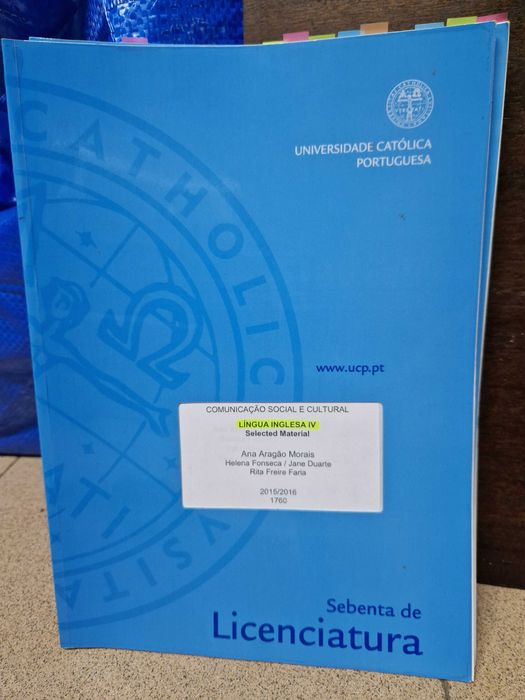 UNIVERSIDADE CATÓLICA
PORTUGUESA
CATHOLIC
www.ucp.pt
COMUNICAÇÃO SOCIAL E CULTURAL
LÍNGUA INGLESA IV
Selected Material
Ana Aragão Morais
Helena Fonseca / Jane Duarte
Rita Freire Faria
2015/2016
1760
Sebenta de
Licenciatura